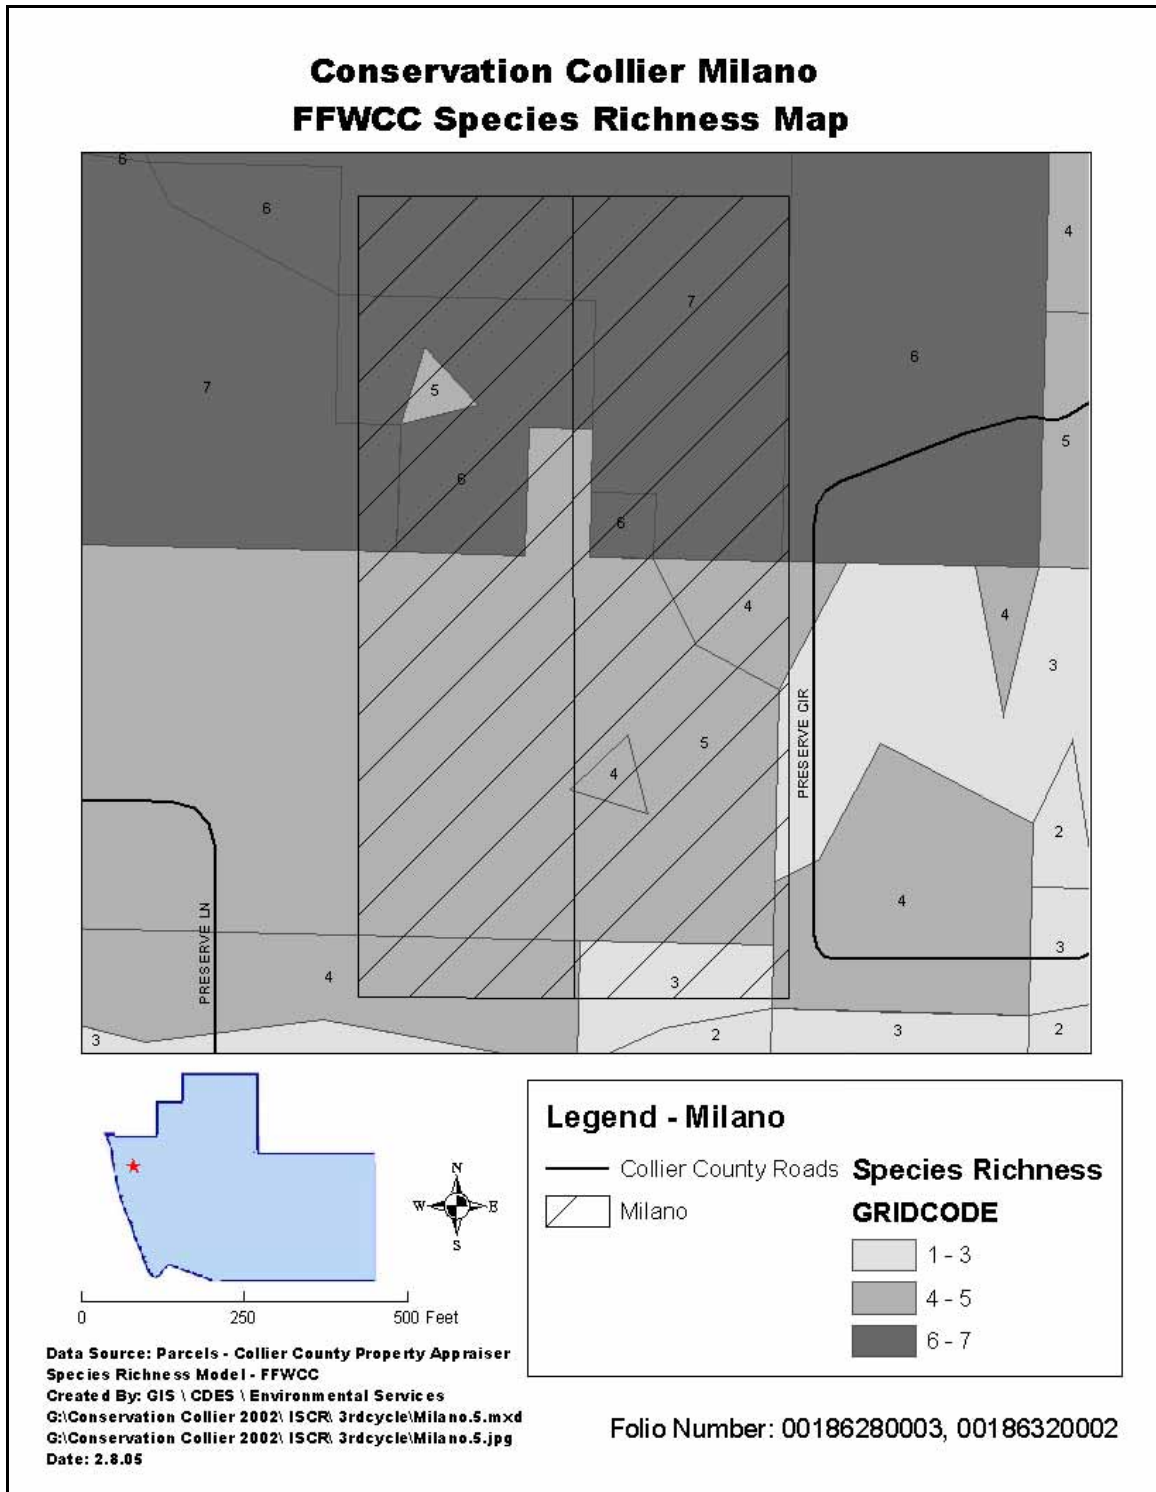 Conservation Collier Milano
FFWCC Species Richness Map
6
6
4
7
6
7
5
5
6
6
4
4
3
5
4
2
4
3
4
3
3
2
3
2
PRESERVE CIR
PRESERVE LN
Legend - Milano
Collier County Roads
Milano
Species Richness
GRIDCODE
1 - 3
4 - 5
6 - 7
N
W E
S
0 250 500 Feet
Data Source: Parcels - Collier County Property Appraiser
Species Richness Model - FFWCC
Created By: GIS \ CDES \ Environmental Services
G:\Conservation Collier 2002\ ISCR\ 3rdcycle\Milano.5.mxd
G:\Conservation Collier 2002\ ISCR\ 3rdcycle\Milano.5.jpg
Date: 2.8.05
Folio Number: 00186280003, 00186320002